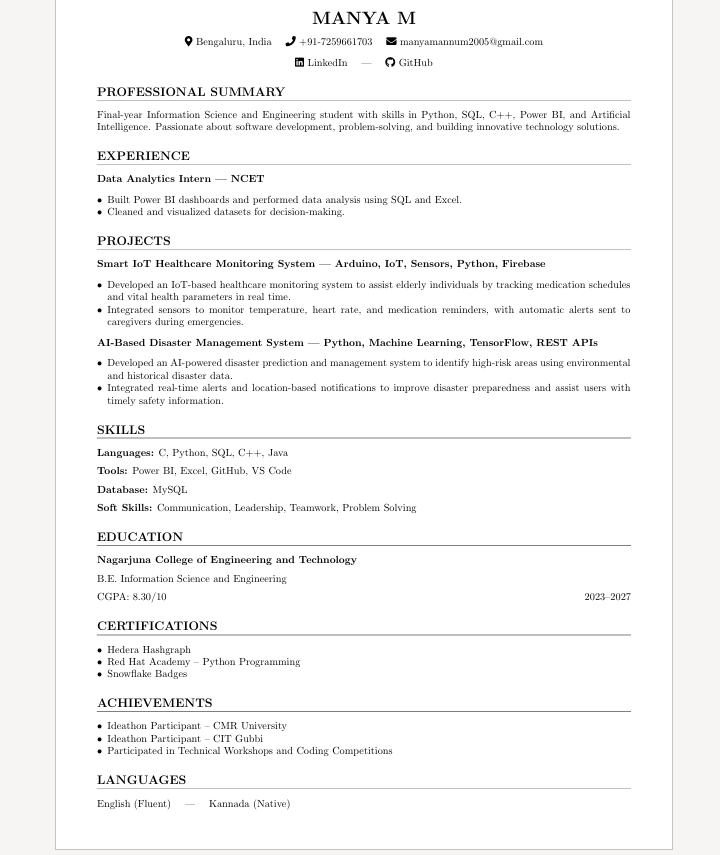 MANYA M
Bengaluru, India +91-7259661703 manyamannum2005@gmail.com
LinkedIn — GitHub
PROFESSIONAL SUMMARY
Final-year Information Science and Engineering student with skills in Python, SQL, C++, Power BI, and Artificial
Intelligence. Passionate about software development, problem-solving, and building innovative technology solutions.
EXPERIENCE
Data Analytics Intern — NCET
• Built Power BI dashboards and performed data analysis using SQL and Excel.
• Cleaned and visualized datasets for decision-making.
PROJECTS
Smart IoT Healthcare Monitoring System — Arduino, IoT, Sensors, Python, Firebase
• Developed an IoT-based healthcare monitoring system to assist elderly individuals by tracking medication schedules
and vital health parameters in real time.
• Integrated sensors to monitor temperature, heart rate, and medication reminders, with automatic alerts sent to
caregivers during emergencies.
AI-Based Disaster Management System — Python, Machine Learning, TensorFlow, REST APIs
• Developed an AI-powered disaster prediction and management system to identify high-risk areas using environmental
and historical disaster data.
• Integrated real-time alerts and location-based notifications to improve disaster preparedness and assist users with
timely safety information.
SKILLS
Languages: C, Python, SQL, C++, Java
Tools: Power BI, Excel, GitHub, VS Code
Database: MySQL
Soft Skills: Communication, Leadership, Teamwork, Problem Solving
EDUCATION
Nagarjuna College of Engineering and Technology
B.E. Information Science and Engineering
CGPA: 8.30/10 2023–2027
CERTIFICATIONS
• Hedera Hashgraph
• Red Hat Academy – Python Programming
• Snowflake Badges
ACHIEVEMENTS
• Ideathon Participant – CMR University
• Ideathon Participant – CIT Gubbi
• Participated in Technical Workshops and Coding Competitions
LANGUAGES
English (Fluent) — Kannada (Native)